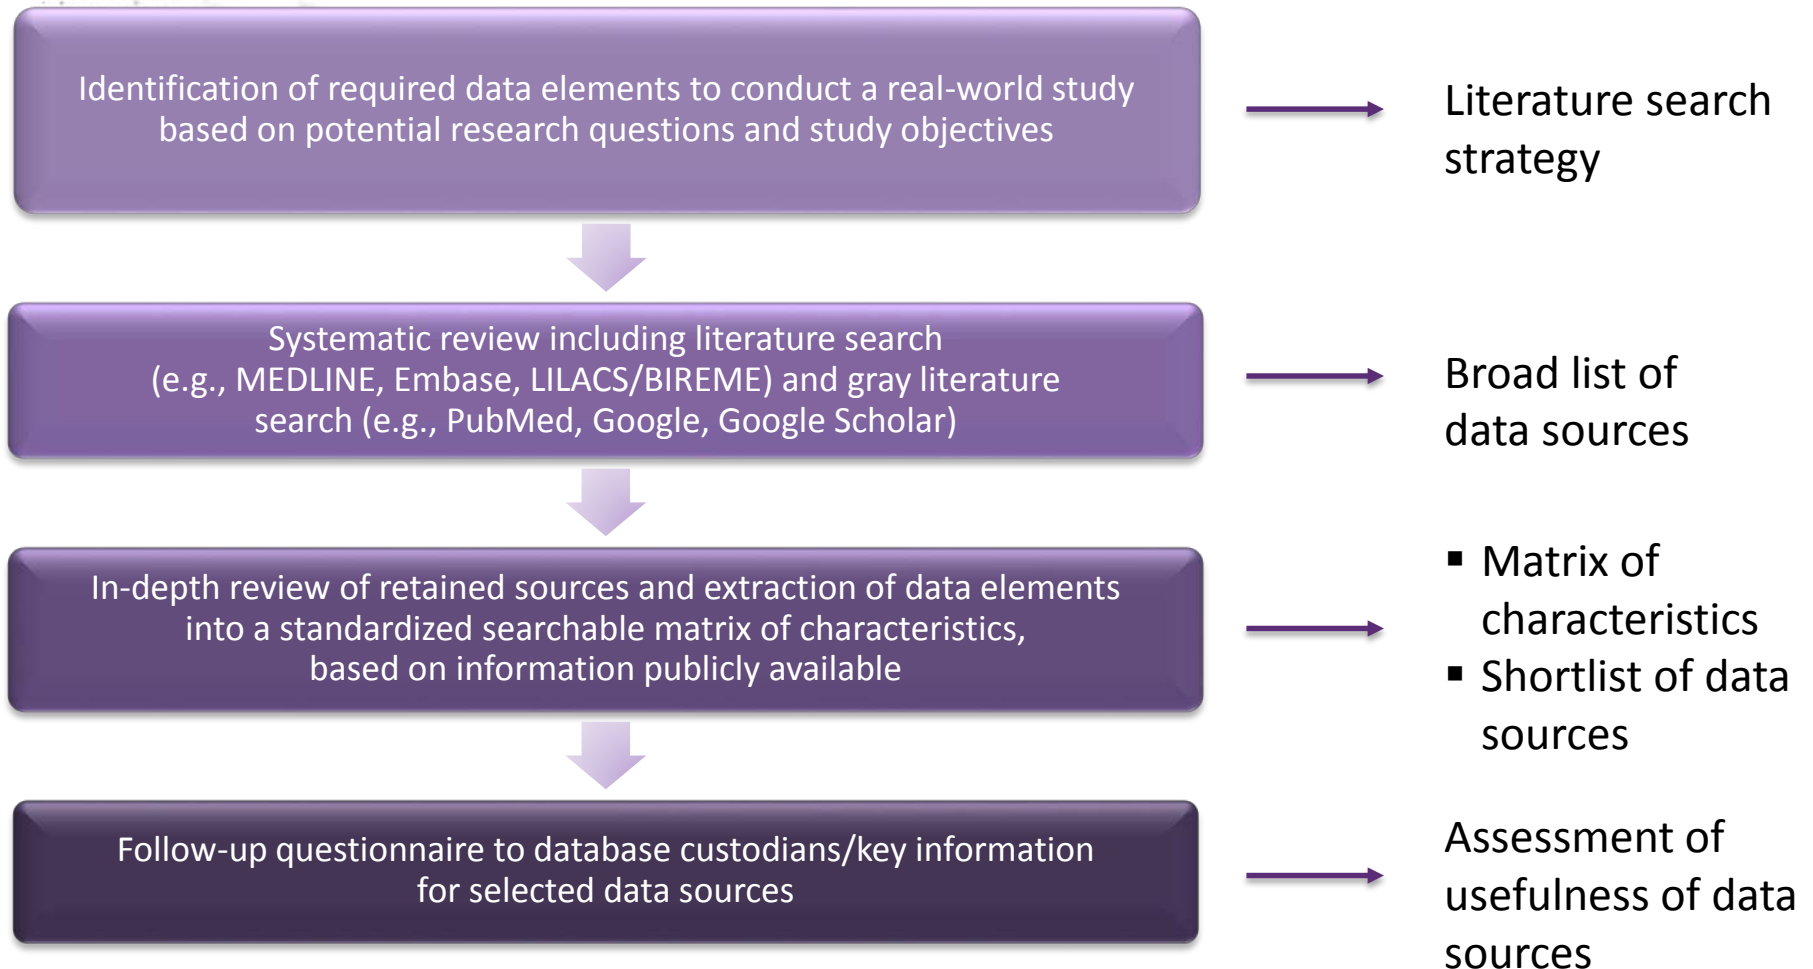 Identification of required data elements to conduct a real-world study
based on potential research questions and study objectives
Literature search
strategy
Systematic review including literature search
(e.g., MEDLINE, Embase, LILACS/BIREME) and gray literature
search (e.g., PubMed, Google, Google Scholar)
Broad list of
data sources
In-depth review of retained sources and extraction of data elements
into a standardized searchable matrix of characteristics,
based on information publicly available
▪ Matrix of
characteristics
▪ Shortlist of data
sources
Follow-up questionnaire to database custodians/key information
for selected data sources
Assessment of
usefulness of data
sources